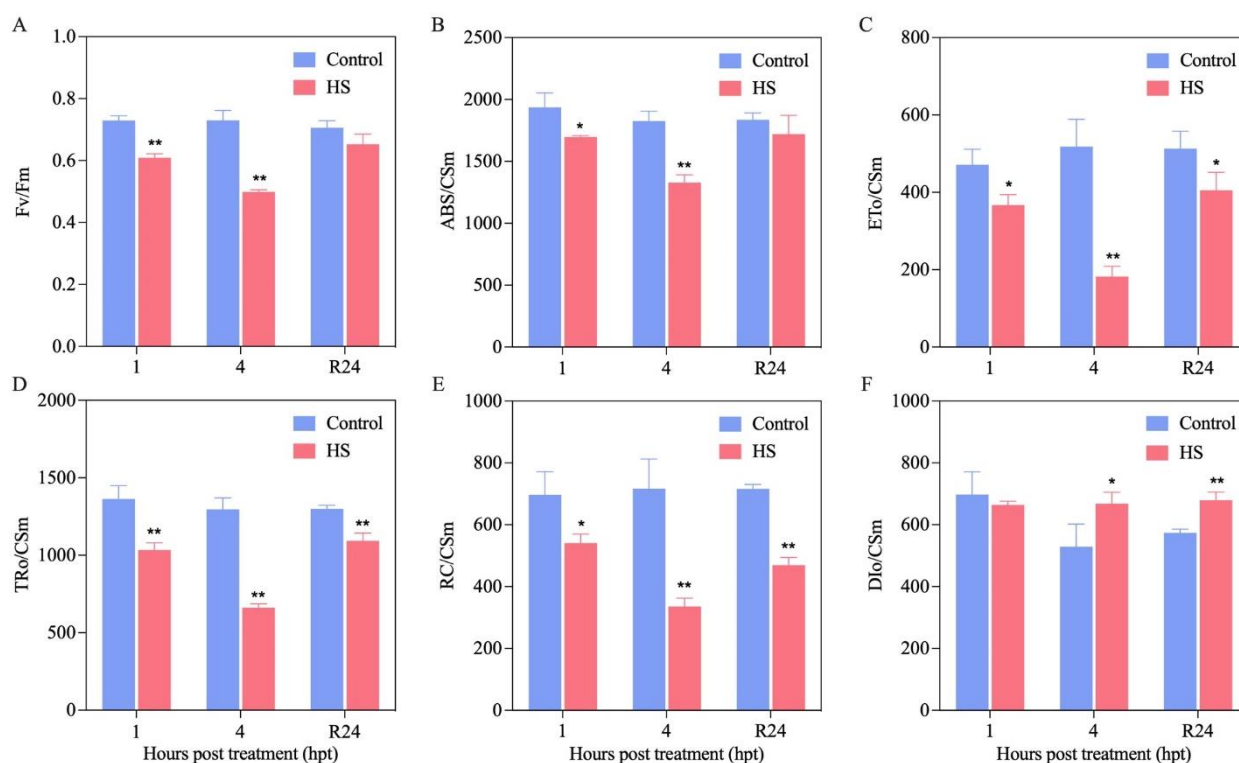 A
Fv/Fm
1.0
0.8
0.6
0.4
0.2
0.0
Control
HS
**
**
1
4
R24
B
ABS/CSm
2500
2000
1500
1000
500
0
Control
HS
*
**
1
4
R24
C
ETo/CSm
800
600
400
200
0
Control
HS
*
**
*
1
4
R24
D
TRo/CSm
2000
1500
1000
500
0
Control
HS
**
**
**
1
4
R24
Hours post treatment (hpt)
E
RC/CSm
1000
800
600
400
200
0
Control
HS
*
**
**
1
4
R24
Hours post treatment (hpt)
F
DIo/CSm
1000
800
600
400
200
0
Control
HS
*
**
1
4
R24
Hours post treatment (hpt)